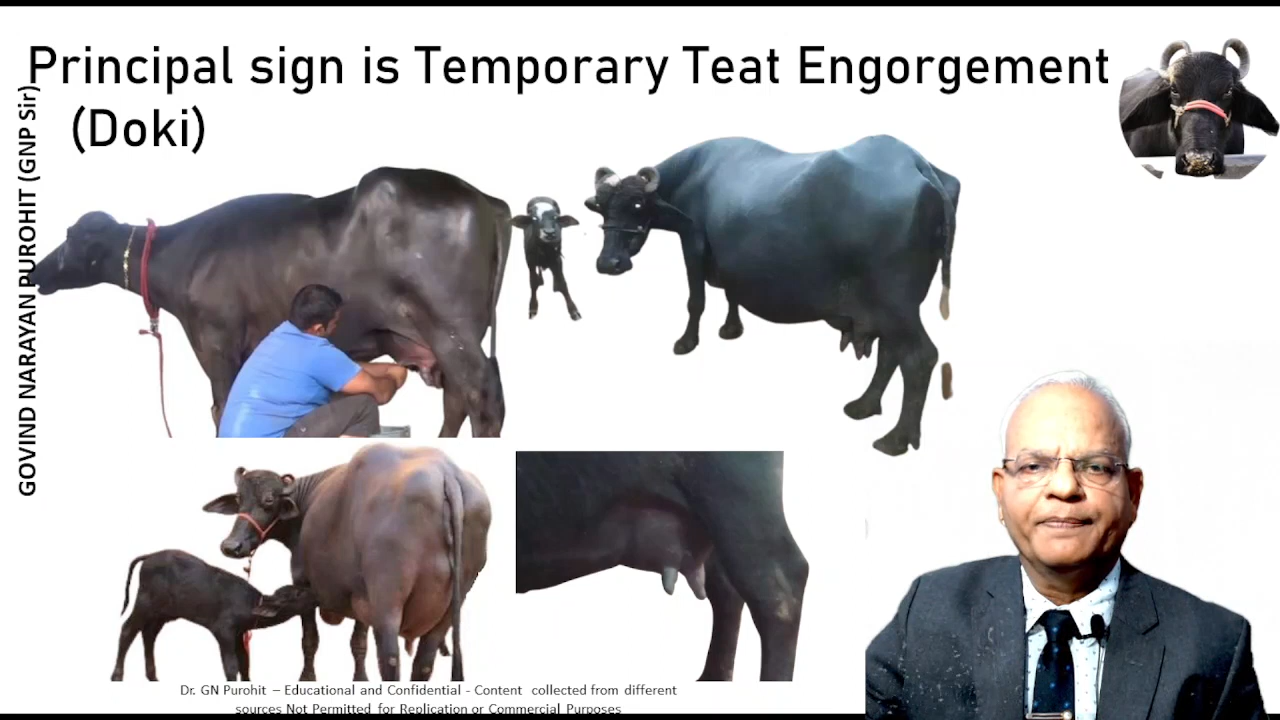 Principal sign is Temporary Teat Engorgement
(Doki)
GOVIND NARAYAN PUROHIT (GNP Sir)
Dr. GN Purohit – Educational and Confidential - Content collected from different
sources Not Permitted for Replication or Commercial Purposes